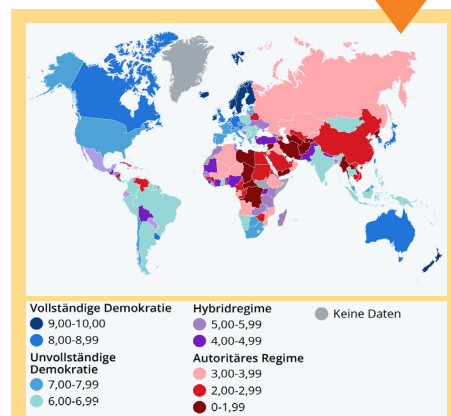 Vollständige Demokratie
9,00-10,00
8,00-8,99
Unvollständige
Demokratie
7,00-7,99
6,00-6,99
Hybridregime
5,00-5,99
4,00-4,99
Autoritäres Regime
3,00-3,99
2,00-2,99
0-1,99
Keine Daten